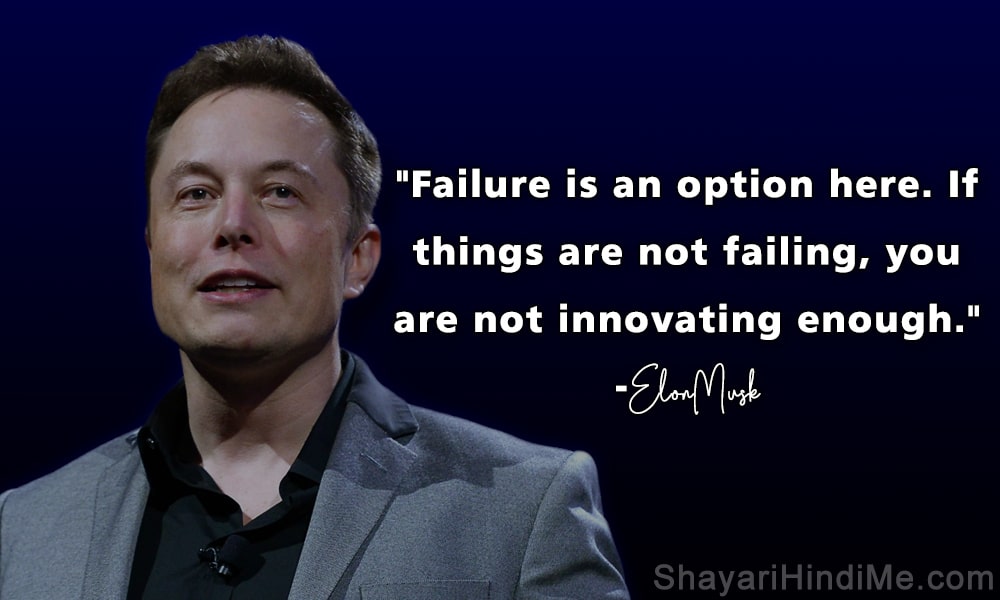 "Failure is an option here. If
things are not failing, you
are not innovating enough."
-ElonMusk
ShayariHindiMe.com